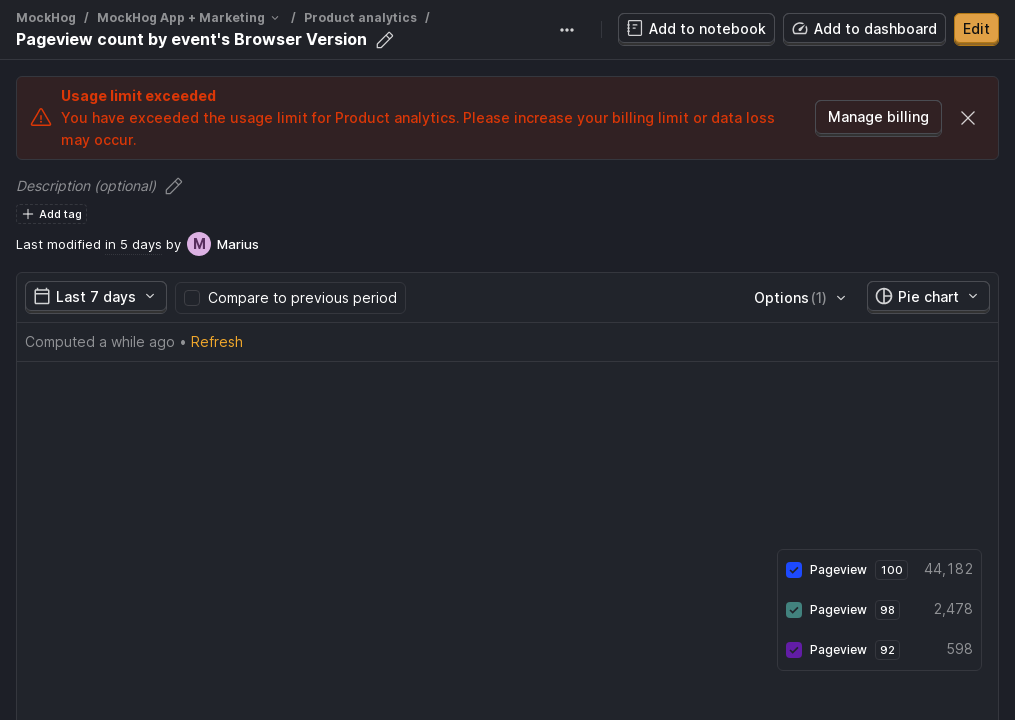 MockHog / MockHog App + Marketing / Product analytics /
Pageview count by event's Browser Version
Add to notebook
Add to dashboard
Edit
Usage limit exceeded
You have exceeded the usage limit for Product analytics. Please increase your billing limit or data loss
may occur.
Manage billing
Description (optional)
Add tag
Last modified in 5 days by M Marius
Last 7 days
Compare to previous period
Options (1)
Pie chart
Computed a while ago • Refresh
Pageview 100 44,182
Pageview 98 2,478
Pageview 92 598